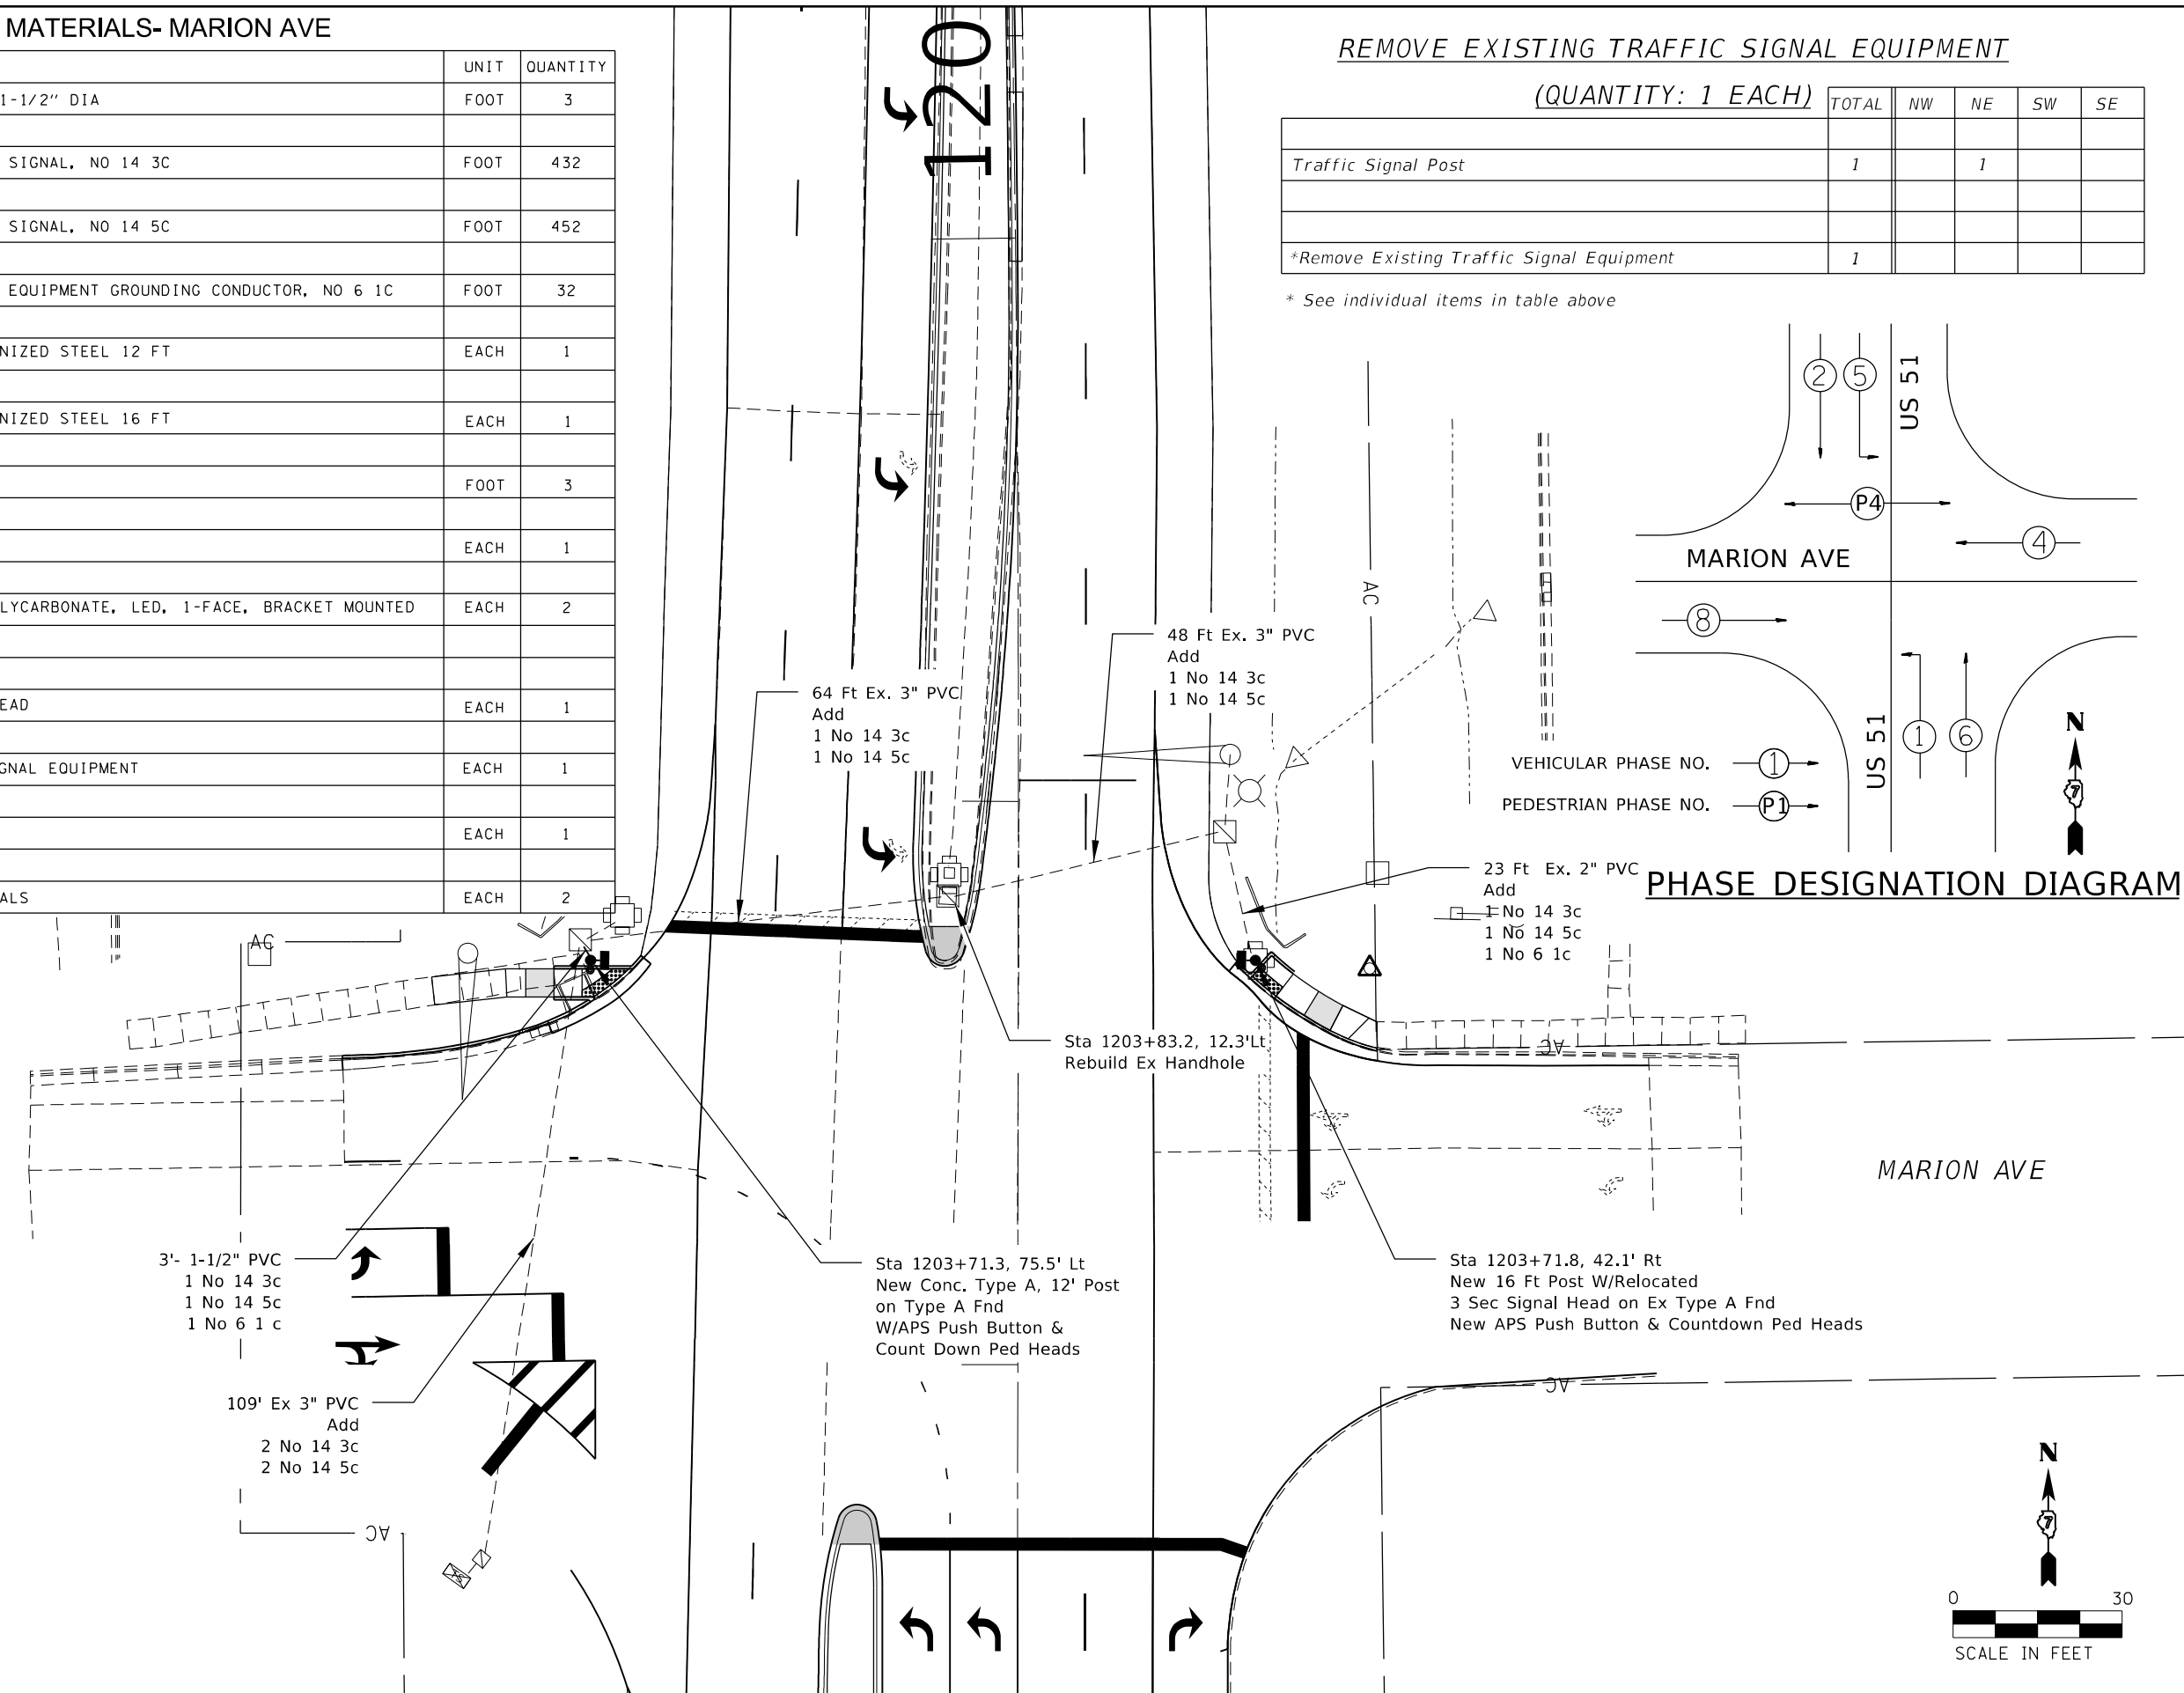 MATERIALS- MARION AVE
UNIT QUANTITY
1-1/2" DIA FOOT 3
SIGNAL, NO 14 3C FOOT 432
SIGNAL, NO 14 5C FOOT 452
EQUIPMENT GROUNDING CONDUCTOR, NO 6 1C FOOT 32
NIZED STEEL 12 FT EACH 1
NIZED STEEL 16 FT EACH 1
FOOT 3
EACH 1
LYCARBONATE, LED, 1-FACE, BRACKET MOUNTED EACH 2
EAD EACH 1
GNAL EQUIPMENT EACH 1
EACH 1
ALS EACH 2
120
REMOVE EXISTING TRAFFIC SIGNAL EQUIPMENT
(QUANTITY: 1 EACH)
TOTAL NW NE SW SE
Traffic Signal Post 1 1
*Remove Existing Traffic Signal Equipment 1
* See individual items in table above
2 5 US 51
P4
4
MARION AVE
8
US 51 1 6
N
7
VEHICULAR PHASE NO. 1
PEDESTRIAN PHASE NO. P1
PHASE DESIGNATION DIAGRAM
AC
48 Ft Ex. 3" PVC
Add
1 No 14 3c
1 No 14 5c
64 Ft Ex. 3" PVC
Add
1 No 14 3c
1 No 14 5c
23 Ft Ex. 2" PVC
Add
1 No 14 3c
1 No 14 5c
1 No 6 1c
AC
Sta 1203+83.2, 12.3'Lt
Rebuild Ex Handhole
AC
MARION AVE
3'- 1-1/2" PVC
1 No 14 3c
1 No 14 5c
1 No 6 1 c
Sta 1203+71.3, 75.5' Lt
New Conc. Type A, 12' Post
on Type A Fnd
W/APS Push Button &
Count Down Ped Heads
Sta 1203+71.8, 42.1' Rt
New 16 Ft Post W/Relocated
3 Sec Signal Head on Ex Type A Fnd
New APS Push Button & Countdown Ped Heads
109' Ex 3" PVC
Add
2 No 14 3c
2 No 14 5c
AC
AC
N
7
0 30
SCALE IN FEET